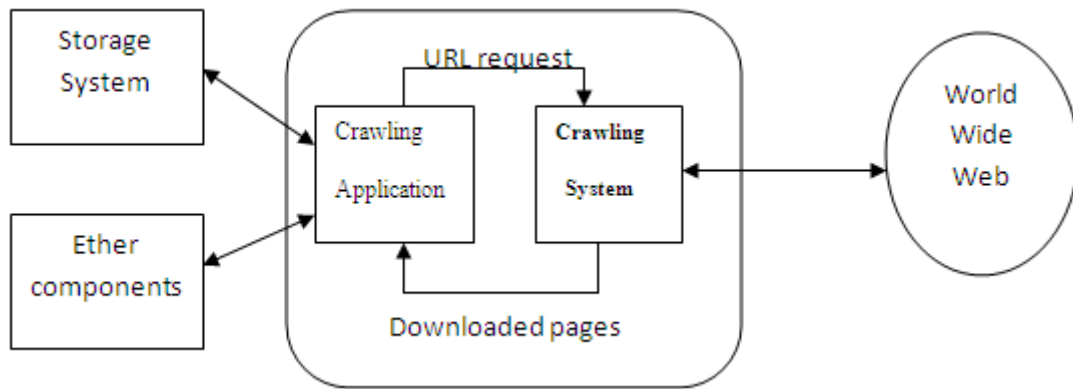 Storage
System
URL request
Crawling
Application
Crawling
System
World
Wide
Web
Ether
components
Downloaded pages